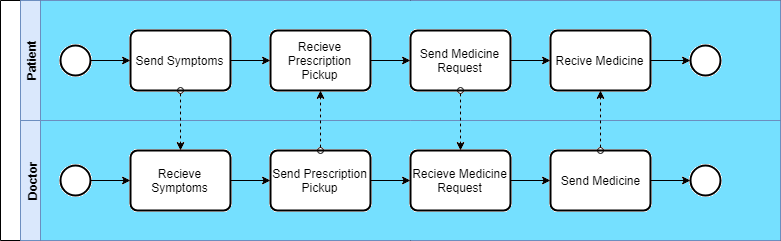 Patient
Send Symptoms
Recieve
Prescription
Pickup
Send Medicine
Request
Recive Medicine
Doctor
Recieve
Symptoms
Send Prescription
Pickup
Recieve Medicine
Request
Send Medicine